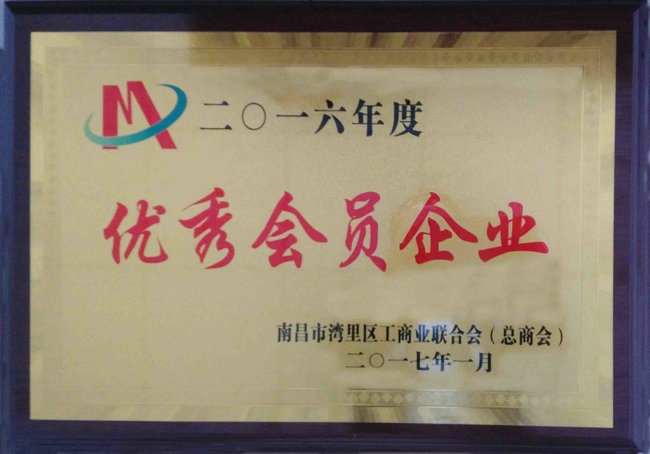 二〇一六年度
优秀会员企业
南昌市湾里区工商业联合会（总商会）
二〇一七年一月